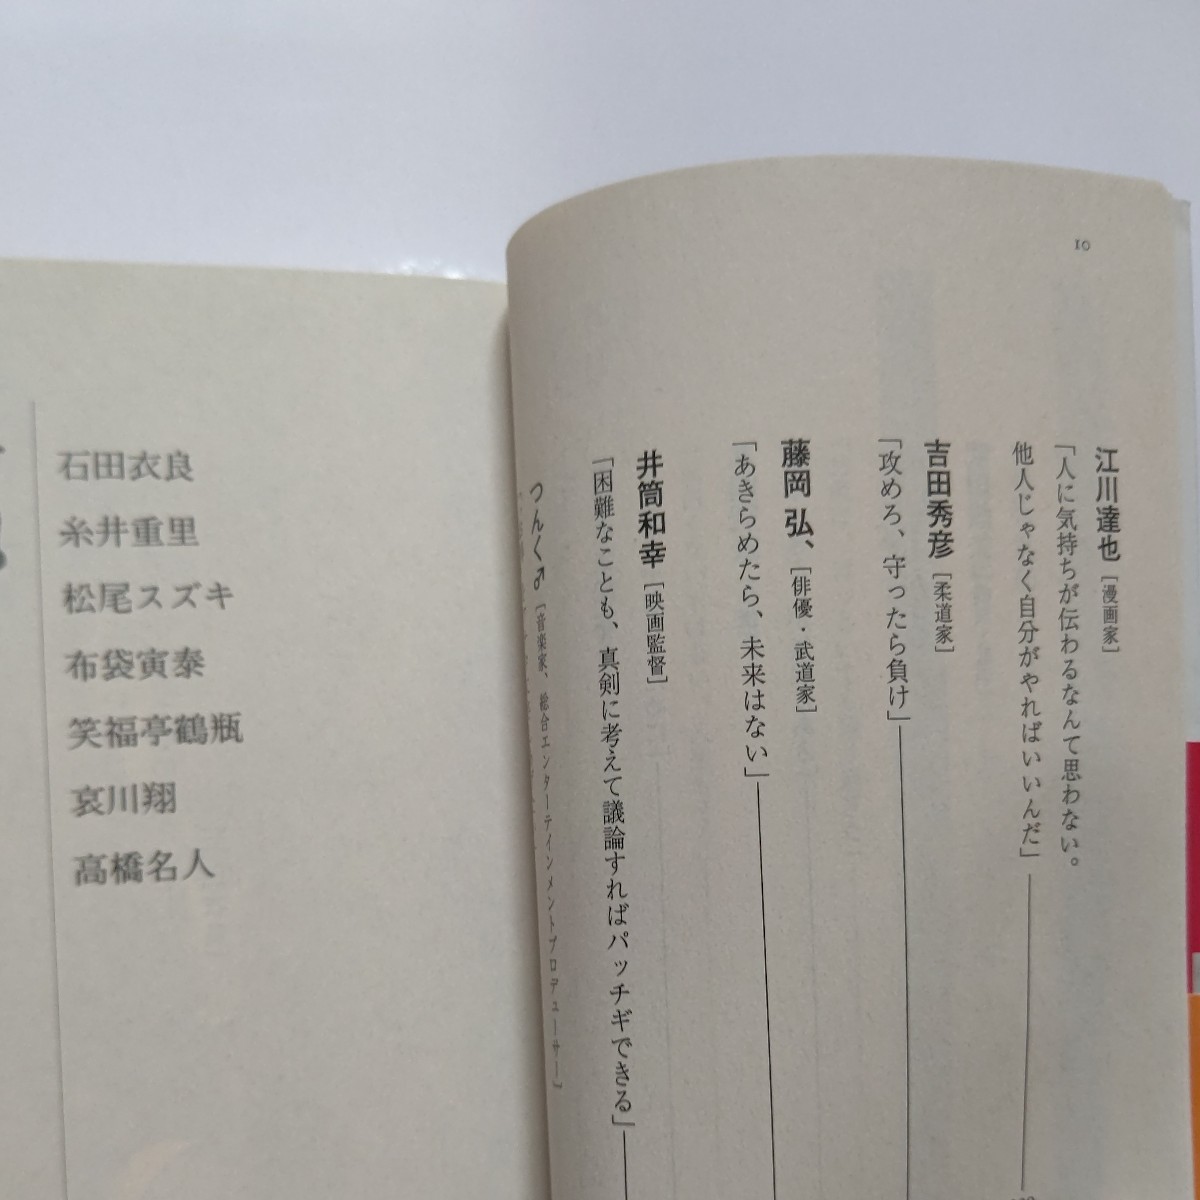 10
江川達也[漫画家]
「人に気持ちが伝わるなんて思わない。
他人じゃなく自分がやればいいんだ」
吉田秀彦[柔道家]
「攻めろ、守ったら負け」
藤岡 弘、[俳優・武道家]
「あきらめたら、未来はない」
井筒和幸[映画監督]
「困難なことも、真剣に考えて議論すればパッチギできる」
つんく♂[音楽家、総合エンターテインメントプロデューサー]
石田衣良
糸井重里
松尾スズキ
布袋寅泰
笑福亭鶴瓶
哀川翔
高橋名人